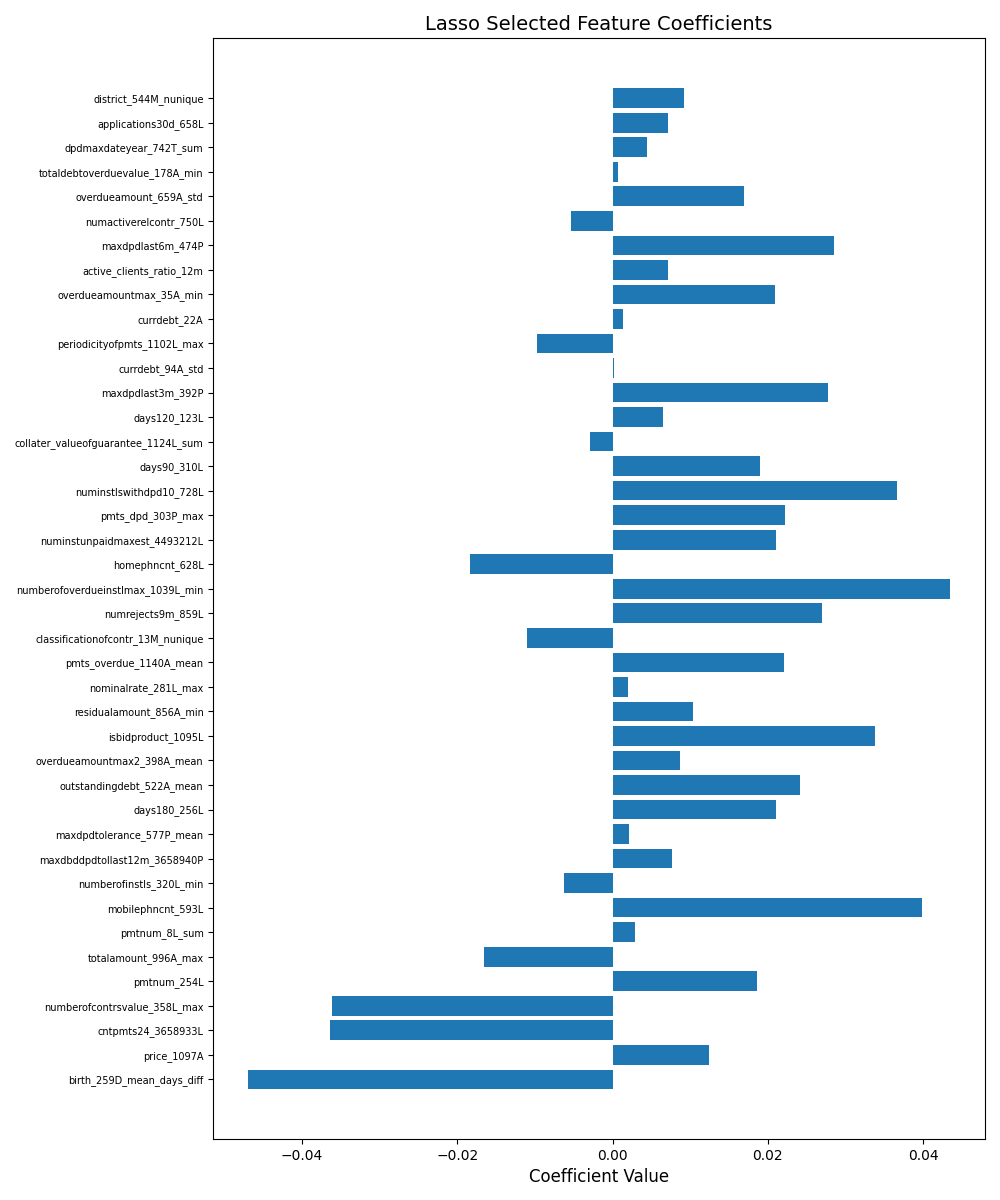 Lasso Selected Feature Coefficients
district_544M_nunique
applications30d_658L
dpdmaxdateyear_742T_sum
totaldebtoverduevalue_178A_min
overdueamount_659A_std
numactiverelcontr_750L
maxdpdlast6m_474P
active_clients_ratio_12m
overdueamountmax_35A_min
currdebt_22A
periodicityofpmts_1102L_max
currdebt_94A_std
maxdpdlast3m_392P
days120_123L
collater_valueofguarantee_1124L_sum
days90_310L
numinstlswithdpd10_728L
pmts_dpd_303P_max
numinstunpaidmaxest_4493212L
homephncnt_628L
numberofoverdueinstlmax_1039L_min
numrejects9m_859L
classificationofcontr_13M_nunique
pmts_overdue_1140A_mean
nominalrate_281L_max
residualamount_856A_min
isbidproduct_1095L
overdueamountmax2_398A_mean
outstandingdebt_522A_mean
days180_256L
maxdpdtolerance_577P_mean
maxdbddpdtollast12m_3658940P
numberofinstls_320L_min
mobilephncnt_593L
pmtnum_8L_sum
totalamount_996A_max
pmtnum_254L
numberofcontrsvalue_358L_max
cntpmts24_3658933L
price_1097A
birth_259D_mean_days_diff
−0.04 −0.02 0.00 0.02 0.04
Coefficient Value